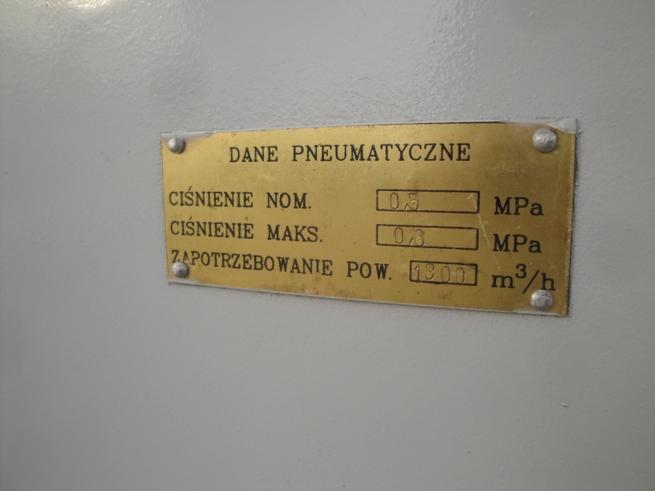 DANE PNEUMATYCZNE
CIŚNIENIE NOM. 0,5 MPa
CIŚNIENIE MAKS. 0,6 MPa
ZAPOTRZEBOWANIE POW. 1300 m³/h